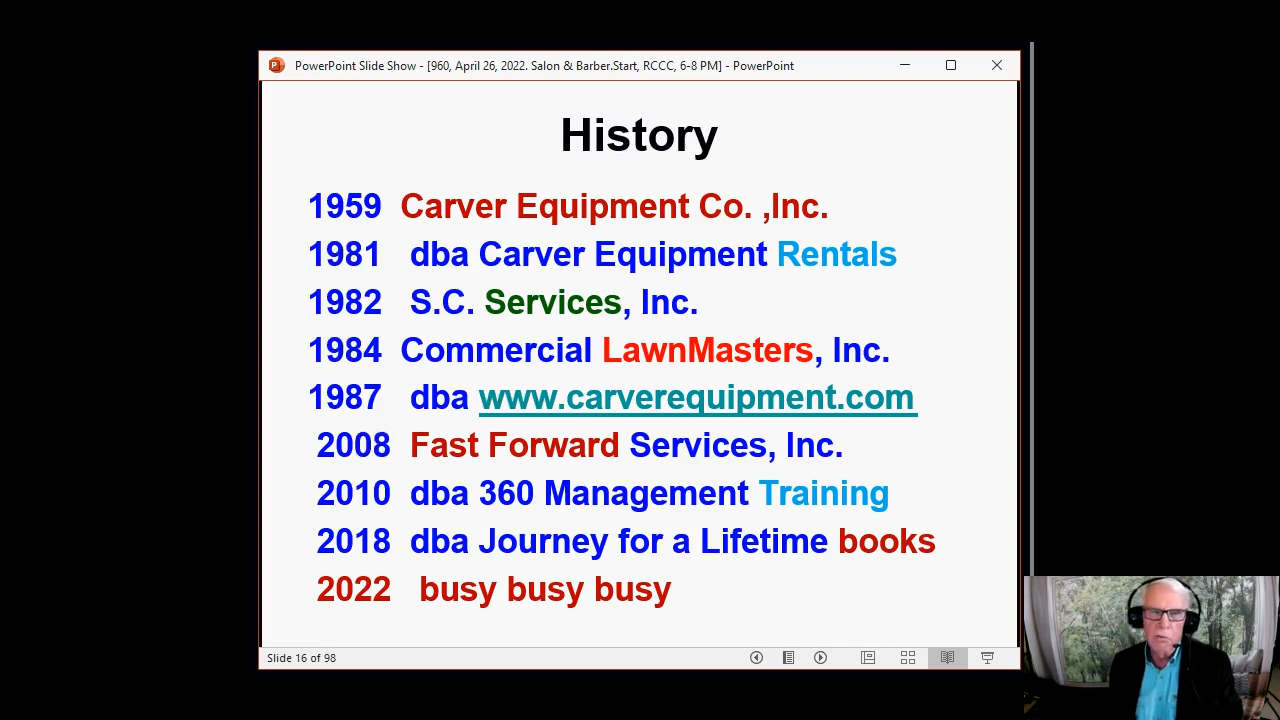 PowerPoint Slide Show - [960, April 26, 2022. Salon & Barber.Start, RCCC, 6-8 PM] - PowerPoint
History
1959 Carver Equipment Co. ,Inc.
1981 dba Carver Equipment Rentals
1982 S.C. Services, Inc.
1984 Commercial LawnMasters, Inc.
1987 dba www.carverequipment.com
2008 Fast Forward Services, Inc.
2010 dba 360 Management Training
2018 dba Journey for a Lifetime books
2022 busy busy busy
Slide 16 of 98